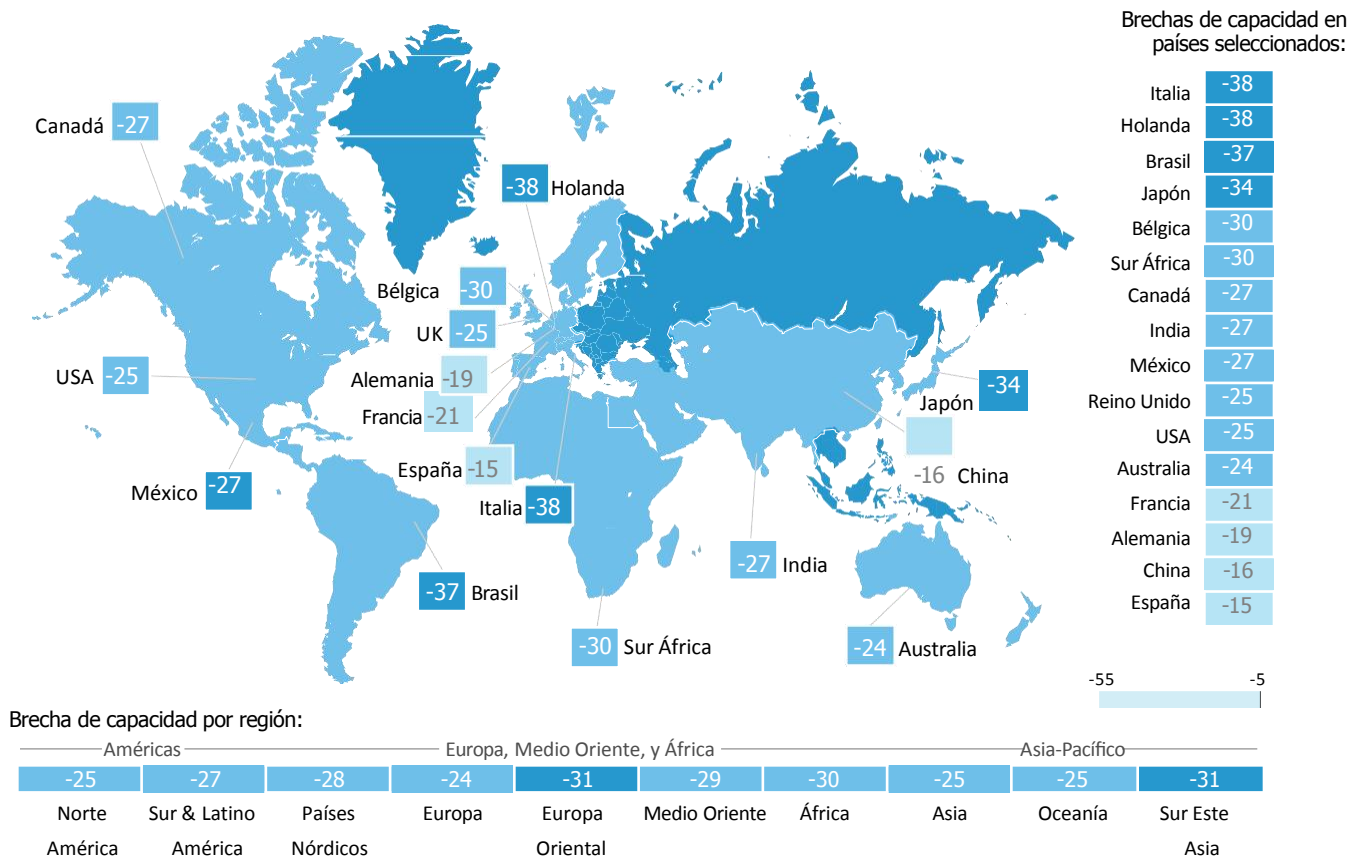 Brechas de capacidad en
países seleccionados:
Italia -38
Holanda -38
Brasil -37
Japón -34
Bélgica -30
Sur África -30
Canadá -27
India -27
México -27
Reino Unido -25
USA -25
Australia -24
Francia -21
Alemania -19
China -16
España -15
-55 -5
Canadá -27
-38 Holanda
Bélgica -30
UK -25
USA -25
Alemania -19
Japón -34
Francia -21
España -15
-16 China
México -27
Italia -38
-27 India
-37 Brasil
-30 Sur África
-24 Australia
Brecha de capacidad por región:
Américas Europa, Medio Oriente, y África Asia-Pacífico
-25 -27 -28 -24 -31 -29 -30 -25 -25 -31
Norte Sur & Latino Países Europa Europa Medio Oriente África Asia Oceanía Sur Este
América América Nórdicos Oriental Asia